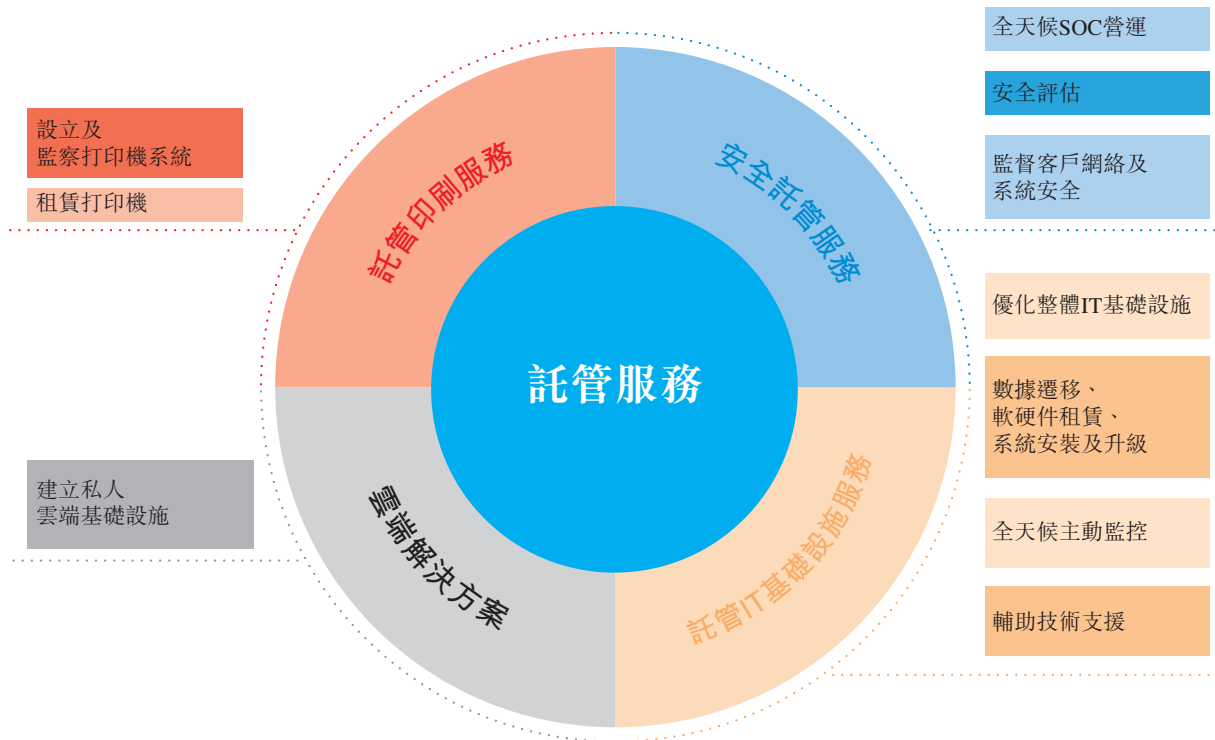 設立及
監察打印機系統
租賃打印機
託管印刷服務
安全託管服務
全天候SOC營運
安全評估
監督客戶網絡及
系統安全
託管服務
優化整體IT基礎設施
數據遷移、
軟硬件租賃、
系統安裝及升級
全天候主動監控
輔助技術支援
託管IT基礎設施服務
雲端解決方案
建立私人
雲端基礎設施